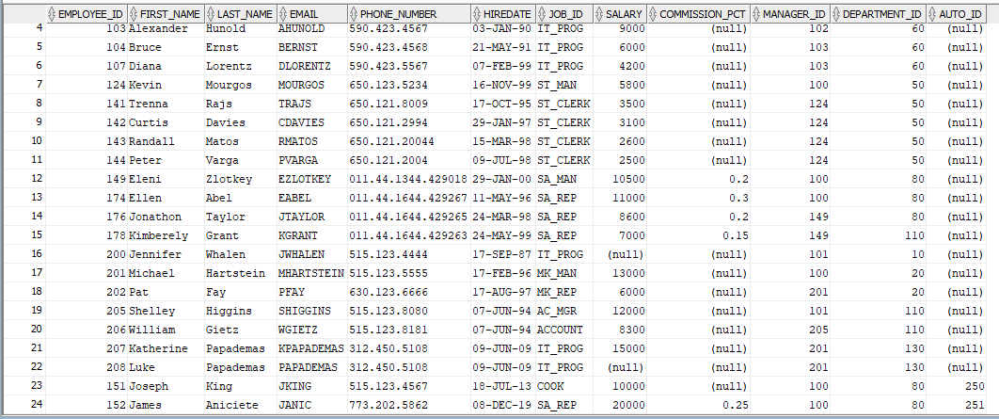 EMPLOYEE_ID FIRST_NAME LAST_NAME EMAIL PHONE_NUMBER HIREDATE JOB_ID SALARY COMMISSION_PCT MANAGER_ID DEPARTMENT_ID AUTO_ID
4 103 Alexander Hunold AHUNOLD 590.423.4567 03-JAN-90 IT_PROG 9000 (null) 102 60 (null)
5 104 Bruce Ernst BERNST 590.423.4568 21-MAY-91 IT_PROG 6000 (null) 103 60 (null)
6 107 Diana Lorentz DLORENTZ 590.423.5567 07-FEB-99 IT_PROG 4200 (null) 103 60 (null)
7 124 Kevin Mourgos MOURGOS 650.123.5234 16-NOV-99 ST_MAN 5800 (null) 100 50 (null)
8 141 Trenna Rajs TRAJS 650.121.8009 17-OCT-95 ST_CLERK 3500 (null) 124 50 (null)
9 142 Curtis Davies CDAVIES 650.121.2994 29-JAN-97 ST_CLERK 3100 (null) 124 50 (null)
10 143 Randall Matos RMATOS 650.121.20044 15-MAR-98 ST_CLERK 2600 (null) 124 50 (null)
11 144 Peter Varga PVARGA 650.121.2004 09-JUL-98 ST_CLERK 2500 (null) 124 50 (null)
12 149 Eleni Zlotkey EZLOTKEY 011.44.1344.429018 29-JAN-00 SA_MAN 10500 0.2 100 80 (null)
13 174 Ellen Abel EABEL 011.44.1644.429267 11-MAY-96 SA_REP 11000 0.3 100 80 (null)
14 176 Jonathon Taylor JTAYLOR 011.44.1644.429265 24-MAR-98 SA_REP 8600 0.2 149 80 (null)
15 178 Kimberely Grant KGRANT 011.44.1644.429263 24-MAY-99 SA_REP 7000 0.15 149 110 (null)
16 200 Jennifer Whalen JWHALEN 515.123.4444 17-SEP-87 IT_PROG (null) (null) 101 10 (null)
17 201 Michael Hartstein MHARTSTEIN 515.123.5555 17-FEB-96 MK_MAN 13000 (null) 100 20 (null)
18 202 Pat Fay PFAY 630.123.6666 17-AUG-97 MK_REP 6000 (null) 201 20 (null)
19 205 Shelley Higgins SHIGGINS 515.123.8080 07-JUN-94 AC_MGR 12000 (null) 101 110 (null)
20 206 William Gietz WGIETZ 515.123.8181 07-JUN-94 ACCOUNT 8300 (null) 205 110 (null)
21 207 Katherine Papademas KPAPADEMAS 312.450.5108 09-JUN-09 IT_PROG 15000 (null) 201 130 (null)
22 208 Luke Papademas PAPADEMAS 312.450.5108 09-JUN-09 IT_PROG (null) (null) 201 130 (null)
23 151 Joseph King JKING 515.123.4567 18-JUL-13 COOK 10000 (null) 100 80 250
24 152 James Aniciete JANIC 773.202.5862 08-DEC-19 SA_REP 20000 0.25 100 80 251